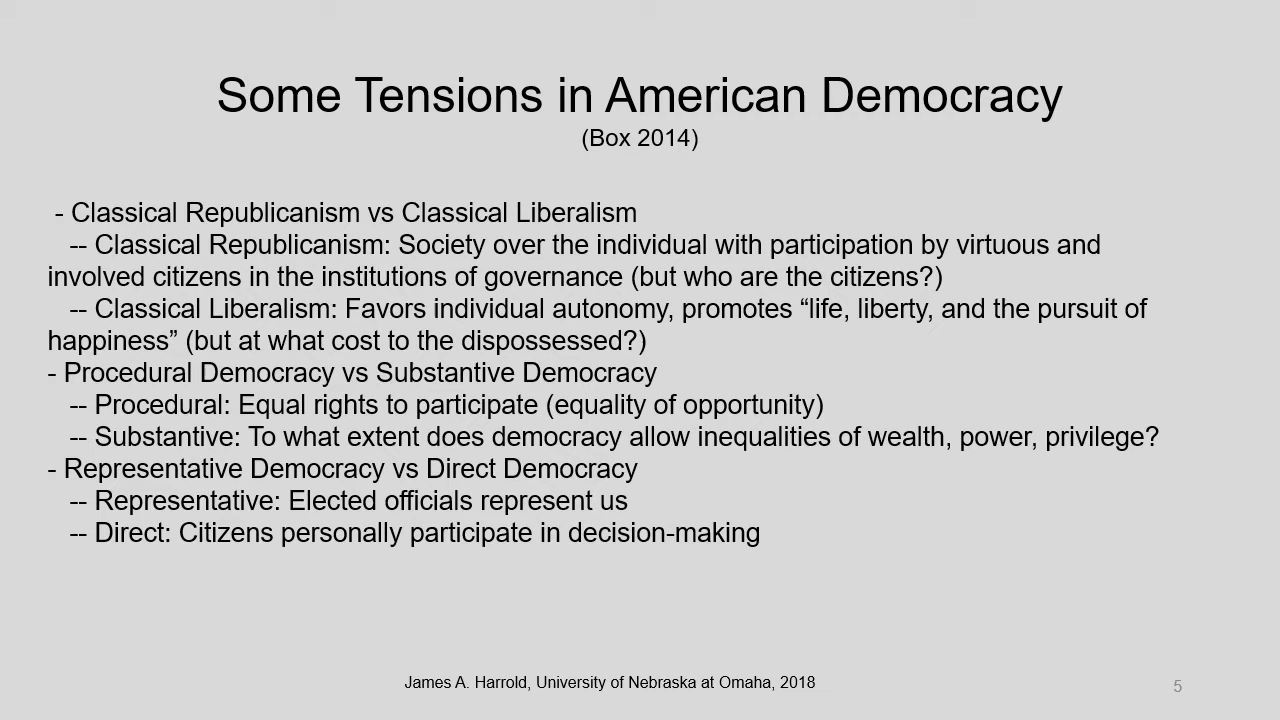 Some Tensions in American Democracy
(Box 2014)
- Classical Republicanism vs Classical Liberalism
-- Classical Republicanism: Society over the individual with participation by virtuous and
involved citizens in the institutions of governance (but who are the citizens?)
-- Classical Liberalism: Favors individual autonomy, promotes “life, liberty, and the pursuit of
happiness” (but at what cost to the dispossessed?)
- Procedural Democracy vs Substantive Democracy
-- Procedural: Equal rights to participate (equality of opportunity)
-- Substantive: To what extent does democracy allow inequalities of wealth, power, privilege?
- Representative Democracy vs Direct Democracy
-- Representative: Elected officials represent us
-- Direct: Citizens personally participate in decision-making
James A. Harrold, University of Nebraska at Omaha, 2018
5